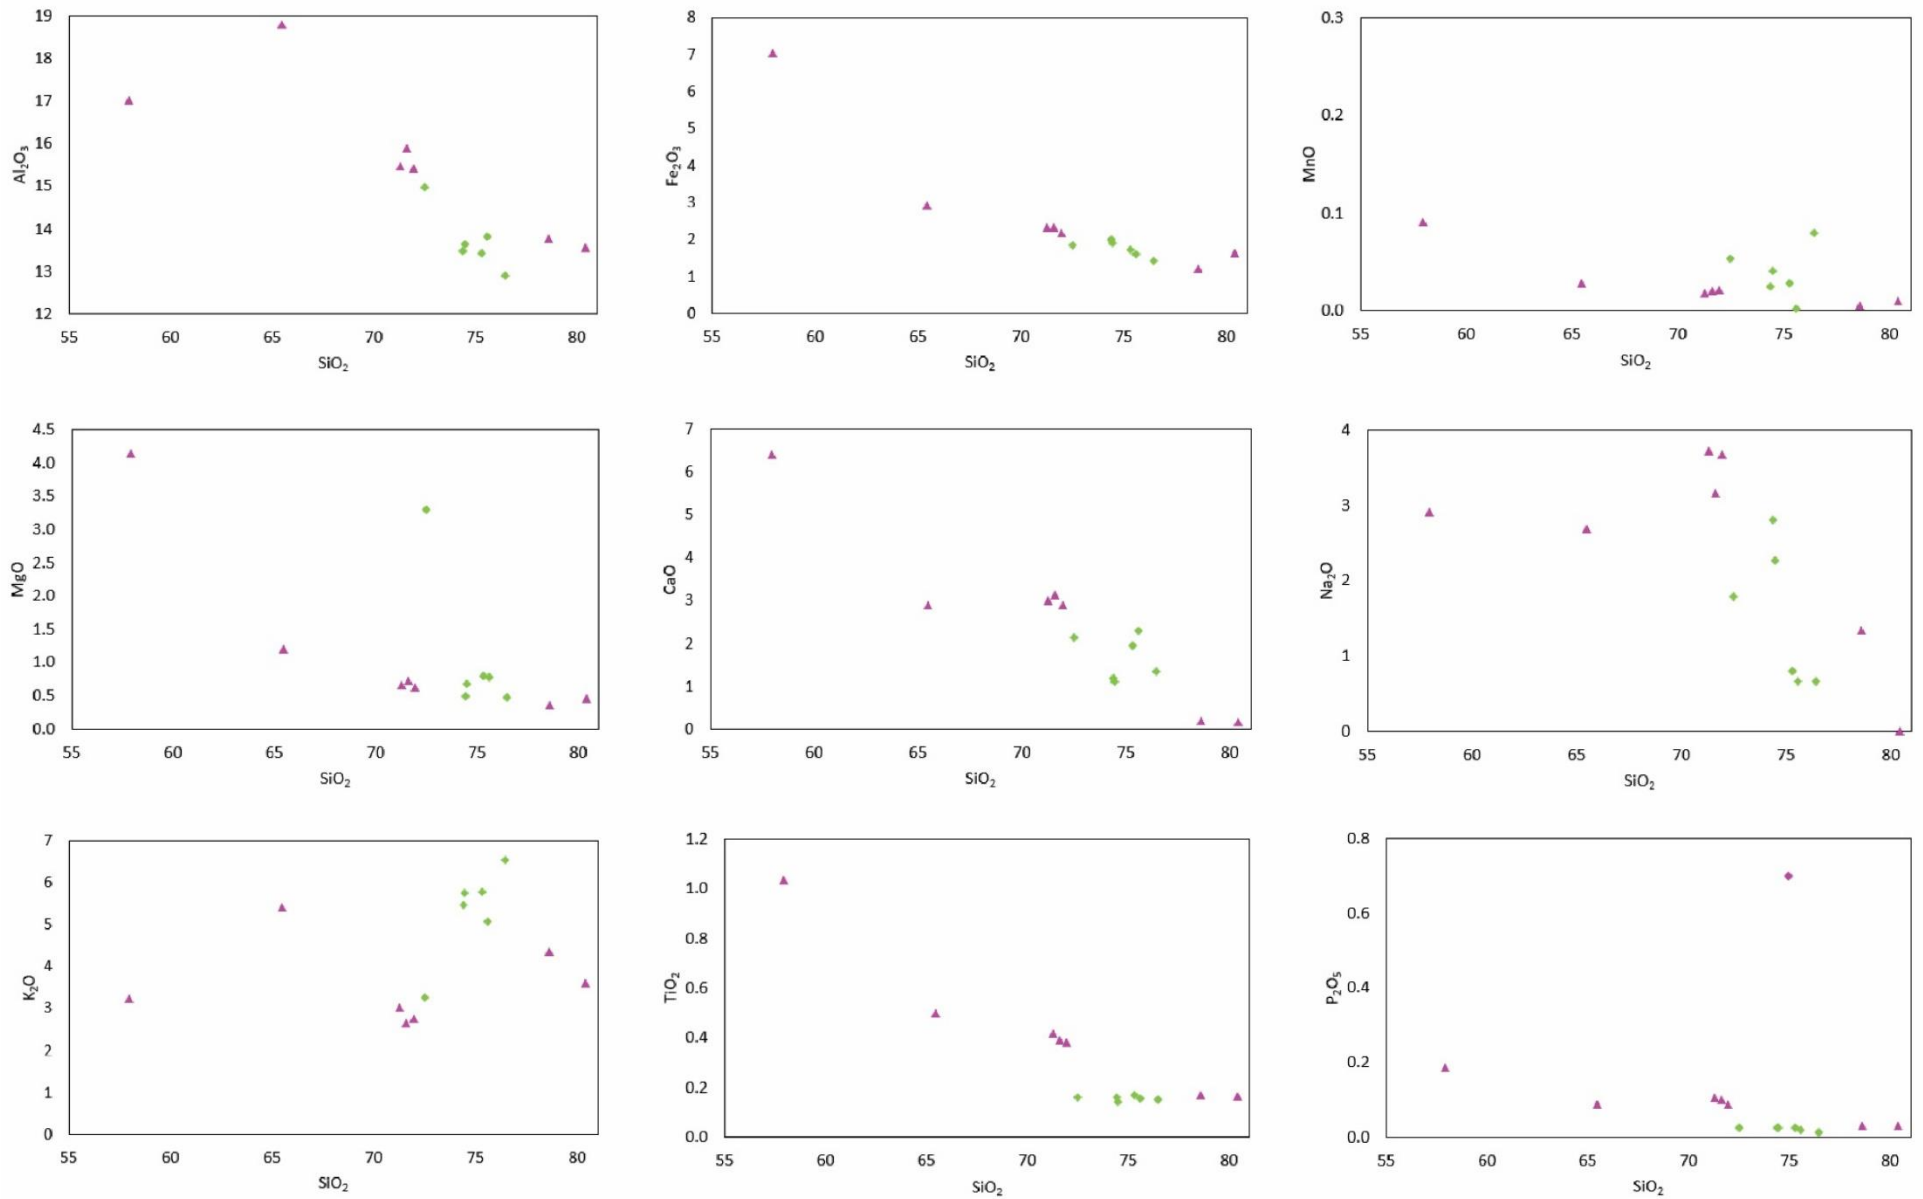 19
18
17
16
15
14
13
12
Al₂O₃
55 60 65 70 75 80
SiO₂
8
7
6
5
4
3
2
1
0
Fe₂O₃
55 60 65 70 75 80
SiO₂
0.3
0.2
0.1
0.0
MnO
55 60 65 70 75 80
SiO₂
4.5
4.0
3.5
3.0
2.5
2.0
1.5
1.0
0.5
0.0
MgO
55 60 65 70 75 80
SiO₂
7
6
5
4
3
2
1
0
CaO
55 60 65 70 75 80
SiO₂
4
3
2
1
0
Na₂O
55 60 65 70 75 80
SiO₂
7
6
5
4
3
2
1
0
K₂O
55 60 65 70 75 80
SIO₂
1.2
1.0
0.8
0.6
0.4
0.2
0.0
TiO₂
55 60 65 70 75 80
SiO₂
0.8
0.6
0.4
0.2
0.0
P₂O₅
55 60 65 70 75 80
SiO₂